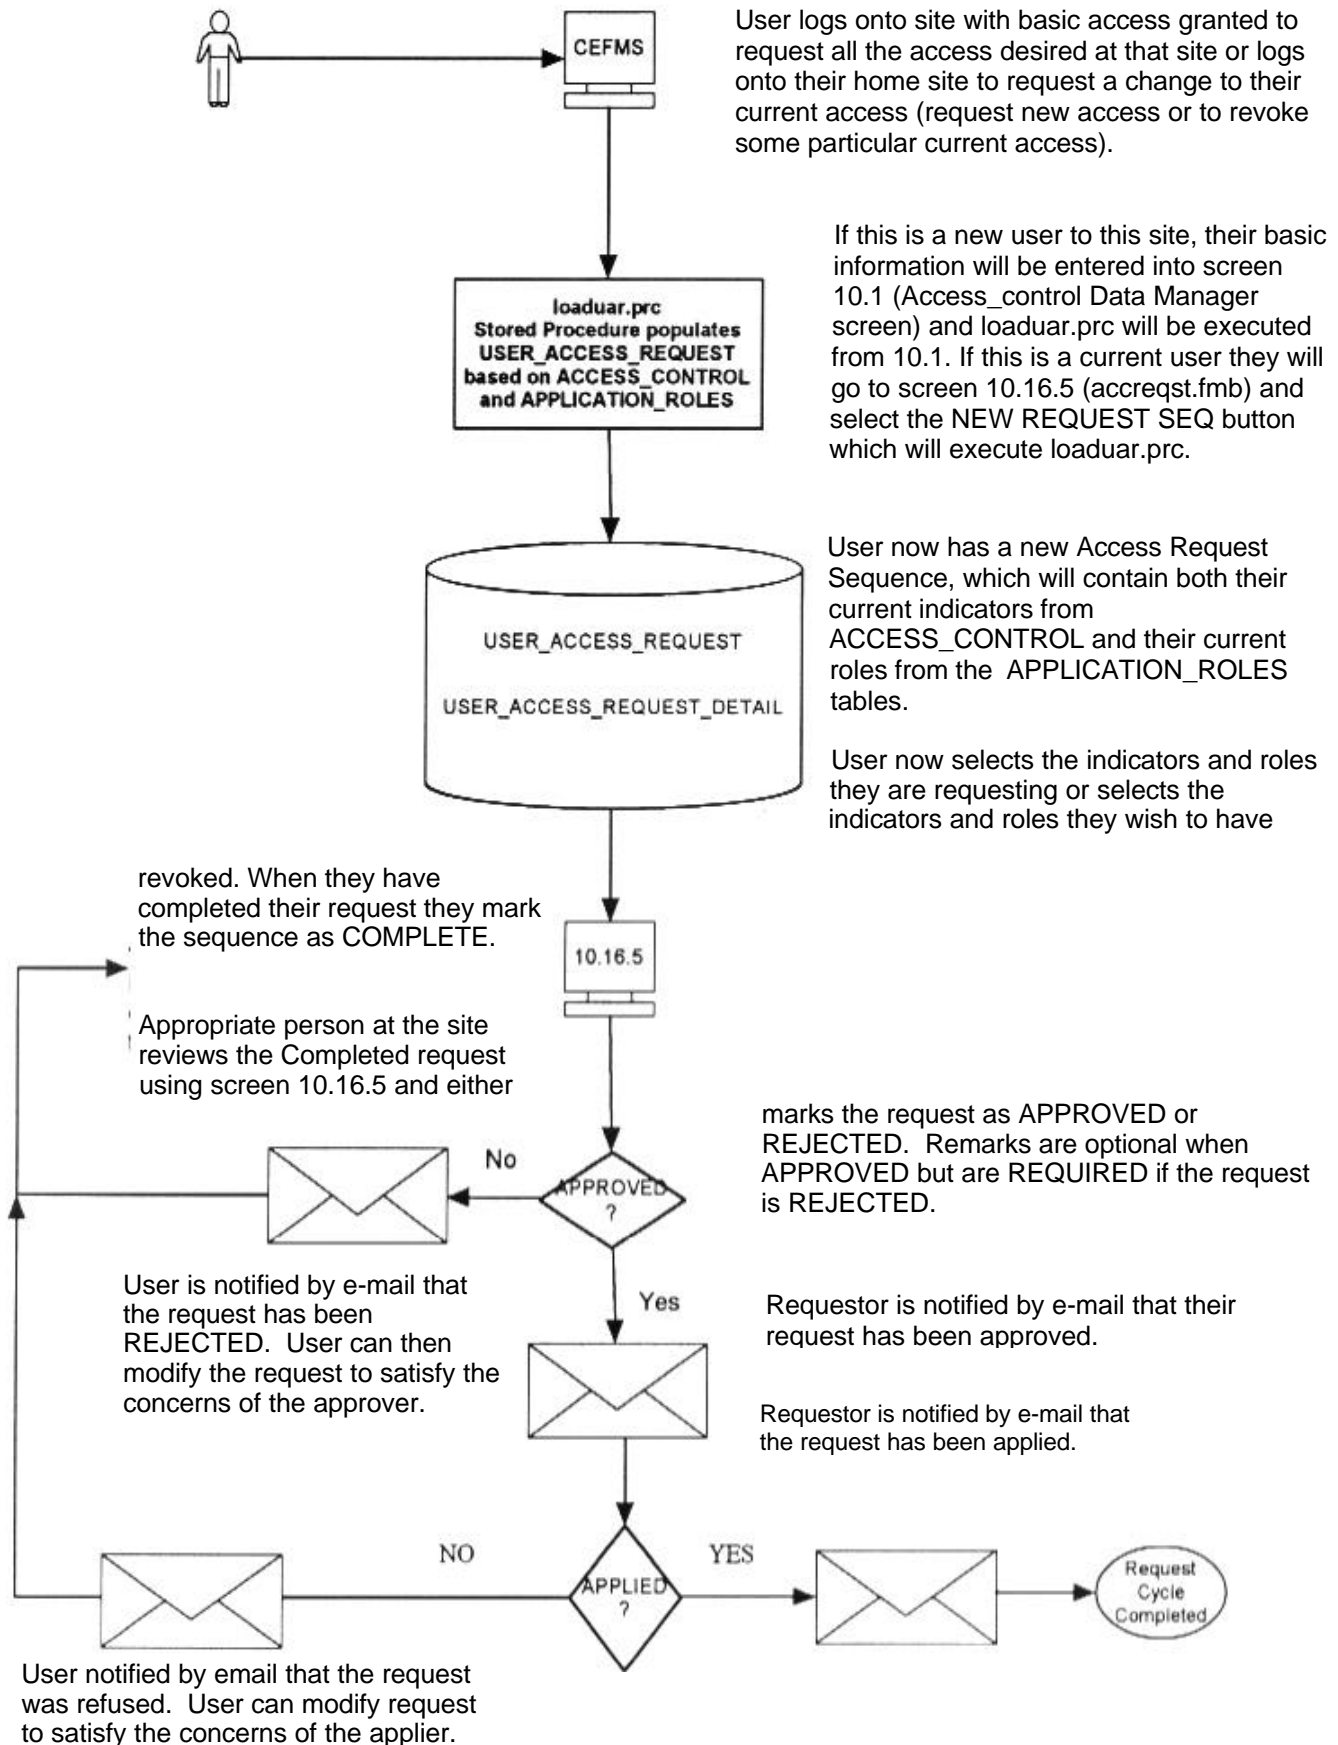 User logs onto site with basic access granted to
request all the access desired at that site or logs
onto their home site to request a change to their
current access (request new access or to revoke
some particular current access).
CEFMS
If this is a new user to this site, their basic
information will be entered into screen
10.1 (Access_control Data Manager
screen) and loaduar.prc will be executed
from 10.1. If this is a current user they will
go to screen 10.16.5 (accreqst.fmb) and
select the NEW REQUEST SEQ button
which will execute loaduar.prc.
loaduar.prc
Stored Procedure populates
USER_ACCESS_REQUEST
based on ACCESS_CONTROL
and APPLICATION_ROLES
User now has a new Access Request
Sequence, which will contain both their
current indicators from
ACCESS_CONTROL and their current
roles from the  APPLICATION_ROLES
tables.
USER_ACCESS_REQUEST
USER_ACCESS_REQUEST_DETAIL
User now selects the indicators and roles
they are requesting or selects the
indicators and roles they wish to have
revoked. When they have
completed their request they mark
the sequence as COMPLETE.
10.16.5
Appropriate person at the site
reviews the Completed request
using screen 10.16.5 and either
marks the request as APPROVED or
REJECTED.  Remarks are optional when
APPROVED but are REQUIRED if the request
is REJECTED.
No
APPROVED
?
User is notified by e-mail that
the request has been
REJECTED.  User can then
modify the request to satisfy the
concerns of the approver.
Yes
Requestor is notified by e-mail that their
request has been approved.
Requestor is notified by e-mail that
the request has been applied.
NO
APPLIED
?
YES
Request
Cycle
Completed
User notified by email that the request
was refused.  User can modify request
to satisfy the concerns of the applier.